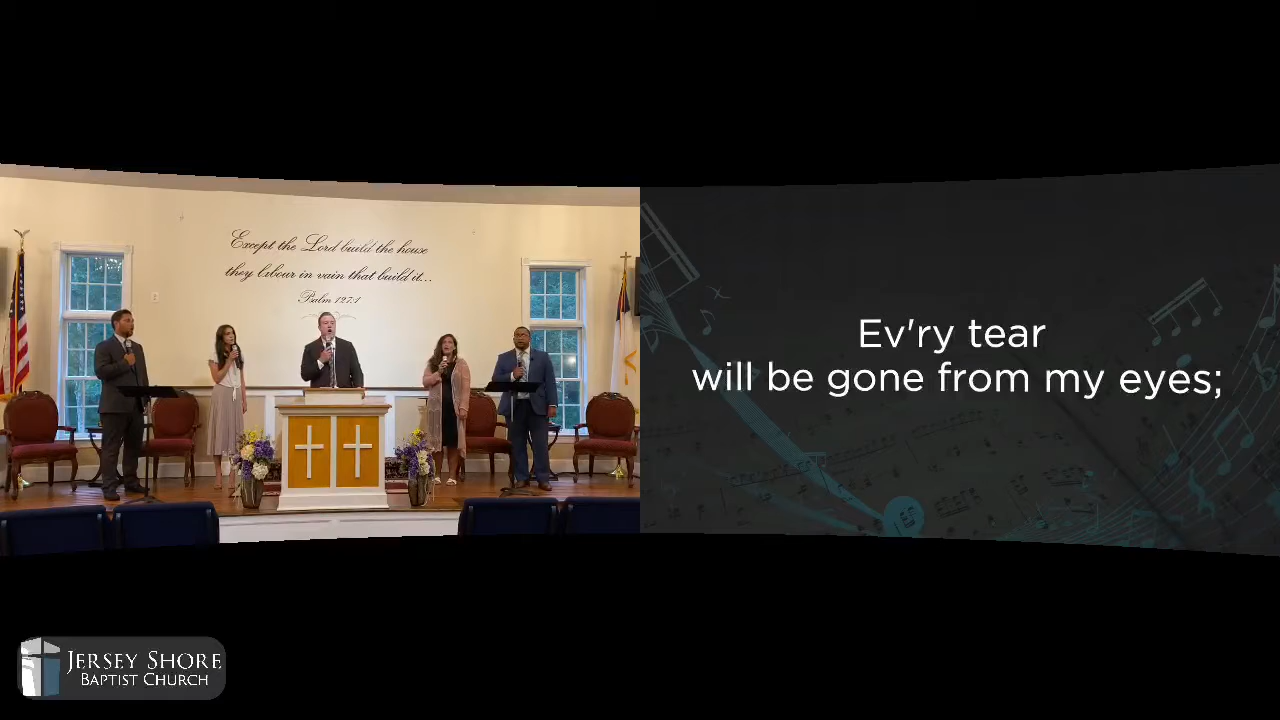 Except the Lord build the house
they labour in vain that build it...
Psalm 127:1
Ev'ry tear
will be gone from my eyes;
JERSEY SHORE
BAPTIST CHURCH